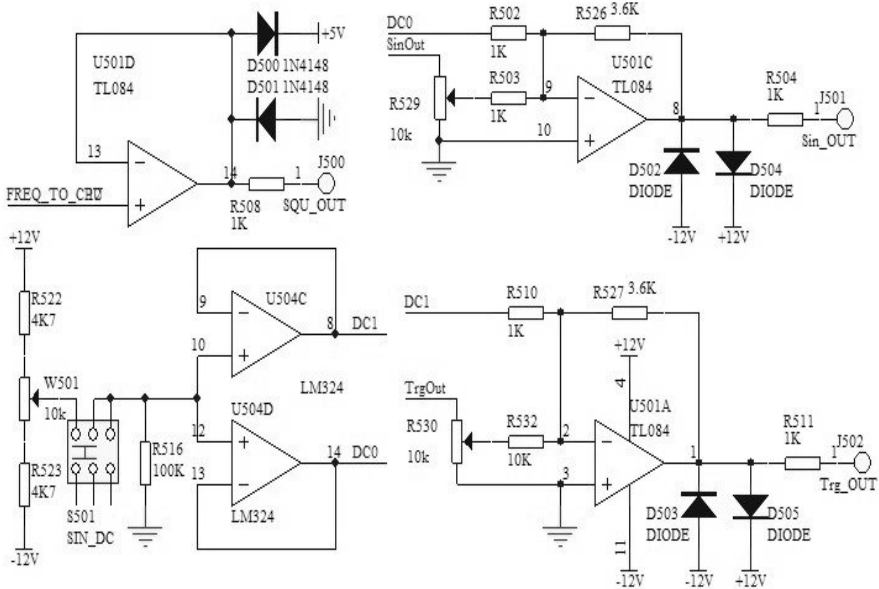 +5V
D500 1N4148
D501 1N4148
U501D
TL084
13
14
FREQ_TO_CPU
R508
1K
1
J500
SQU_OUT
DC0
SinOut
R502
1K
R526
3.6K
R503
1K
R529
10k
9
10
U501C
TL084
8
R504
1K
1
J501
Sin_OUT
D502
DIODE
D504
DIODE
-12V
+12V
+12V
R522
4K7
W501
10k
R523
4K7
-12V
S501
SIN_DC
R516
100K
9
10
U504C
8
DC1
LM324
U504D
12
13
14
DC0
LM324
DC1
R510
1K
R527
3.6K
TrgOut
R530
10k
R532
10K
+12V
4
U501A
TL084
2
3
1
11
-12V
R511
1K
1
J502
Trg_OUT
D503
DIODE
D505
DIODE
-12V
+12V